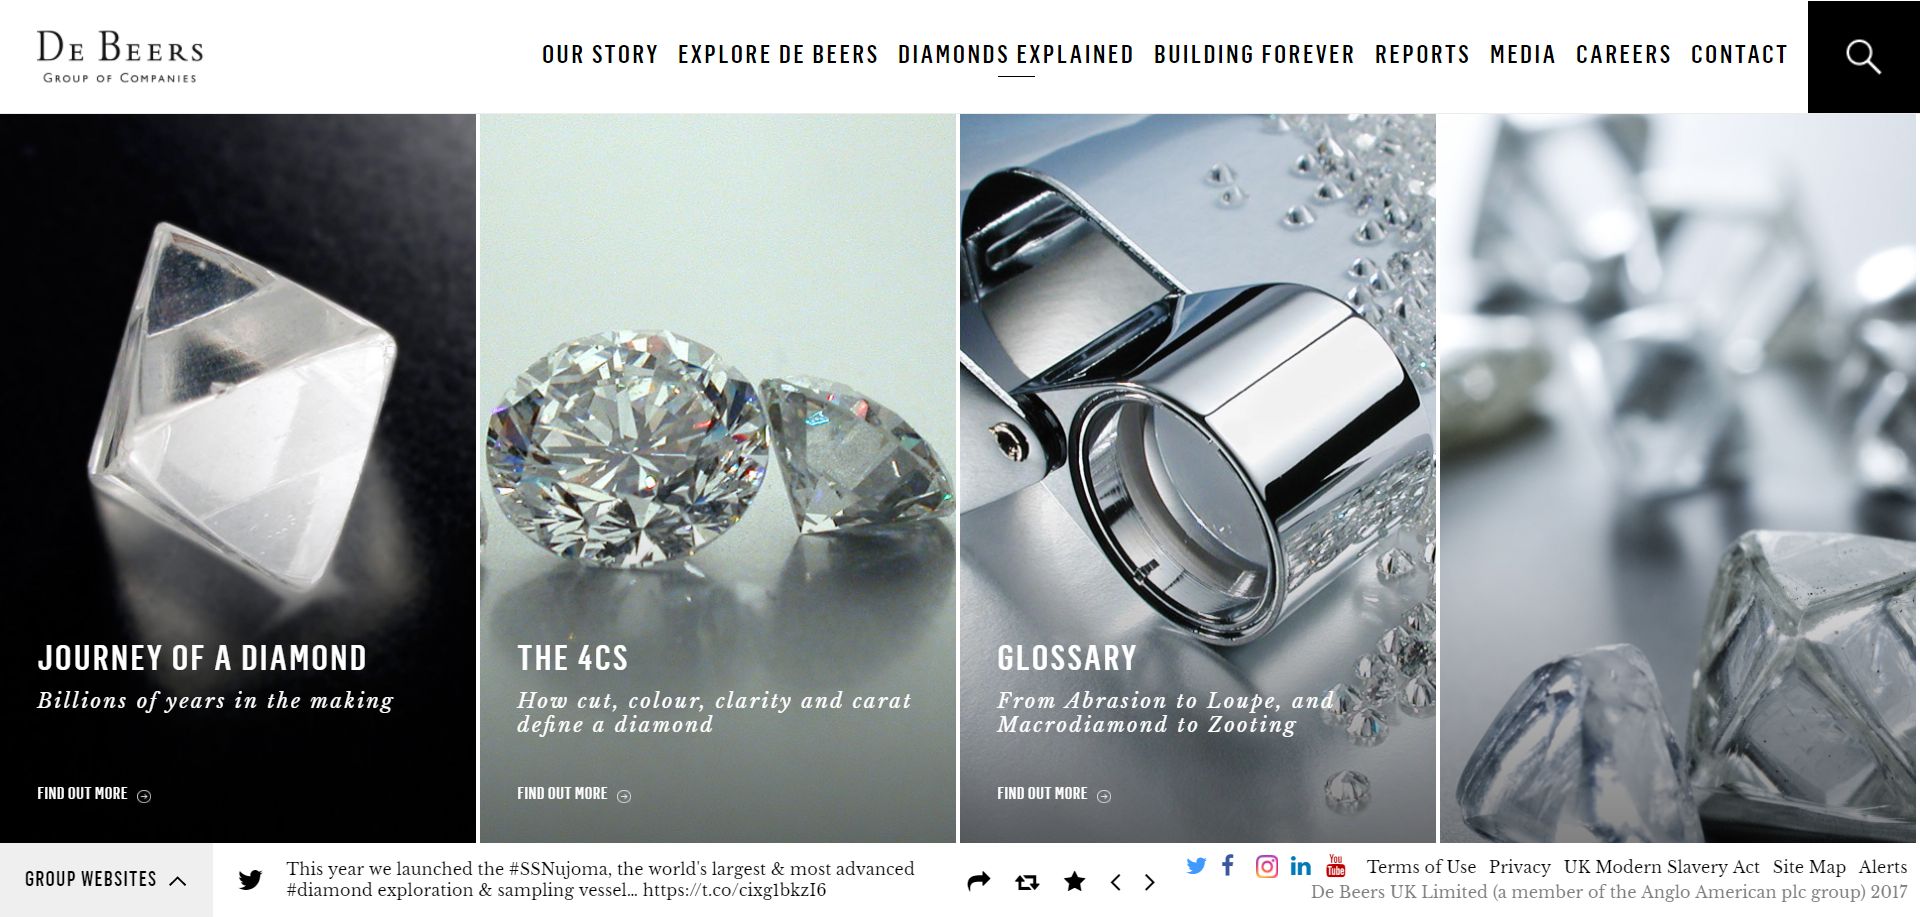 DE BEERS
GROUP OF COMPANIES
OUR STORY EXPLORE DE BEERS DIAMONDS EXPLAINED BUILDING FOREVER REPORTS MEDIA CAREERS CONTACT
JOURNEY OF A DIAMOND
Billions of years in the making
FIND OUT MORE
THE 4CS
How cut, colour, clarity and carat
define a diamond
FIND OUT MORE
GLOSSARY
From Abrasion to Loupe, and
Macrodiamond to Zooting
FIND OUT MORE
GROUP WEBSITES
This year we launched the #SSNujoma, the world's largest & most advanced
#diamond exploration & sampling vessel… https://t.co/cixg1bkzI6
You
Tube
Terms of Use Privacy UK Modern Slavery Act Site Map Alerts
De Beers UK Limited (a member of the Anglo American plc group) 2017